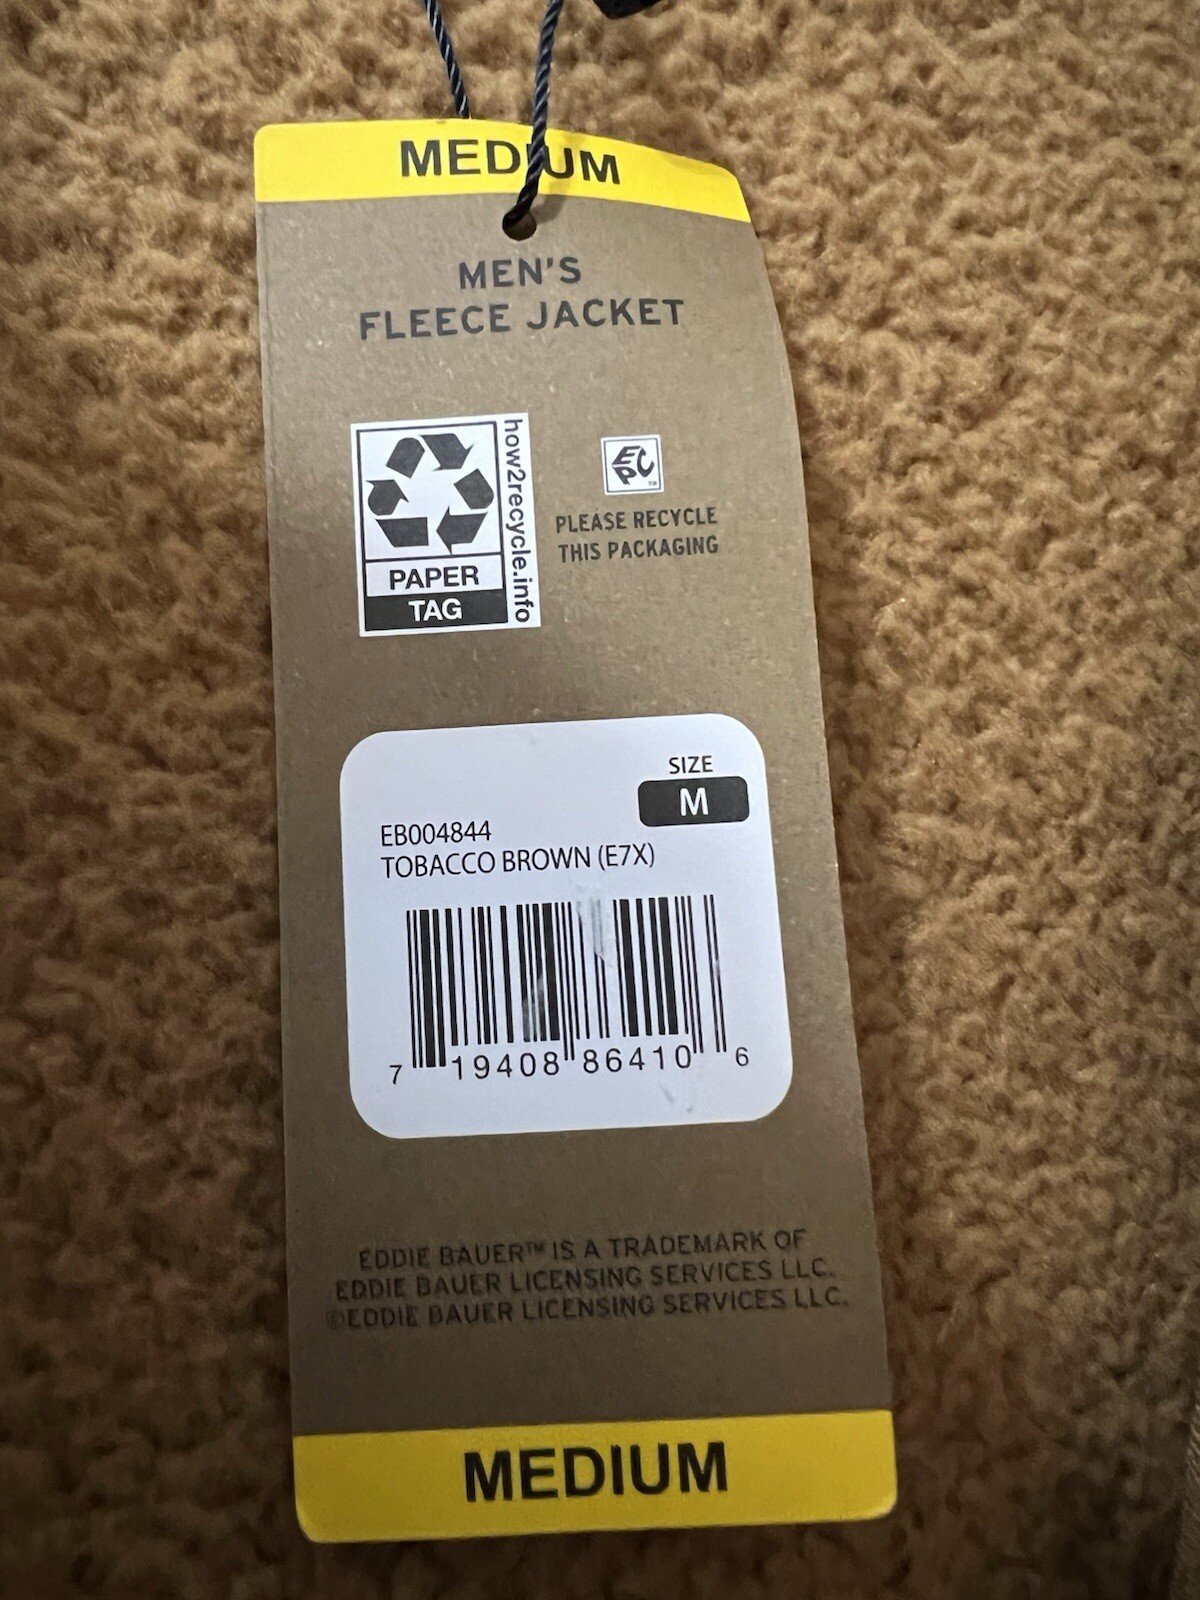 MEDIUM
MEN'S
FLEECE JACKET
how2recycle.info
PAPER
TAG
EPC™
PLEASE RECYCLE
THIS PACKAGING
SIZE
M
EB004844
TOBACCO BROWN (E7X)
7 19408 86410 6
EDDIE BAUER™ IS A TRADEMARK OF
EDDIE BAUER LICENSING SERVICES LLC.
©EDDIE BAUER LICENSING SERVICES LLC.
MEDIUM